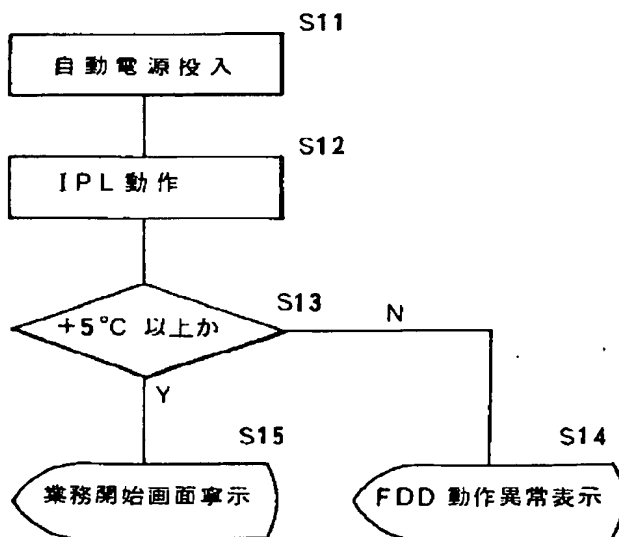 S11
自動電源投入
S12
IPL動作
S13
+5°C 以上か
N
Y
S15
業務開始画面寧示
S14
FDD 動作異常表示